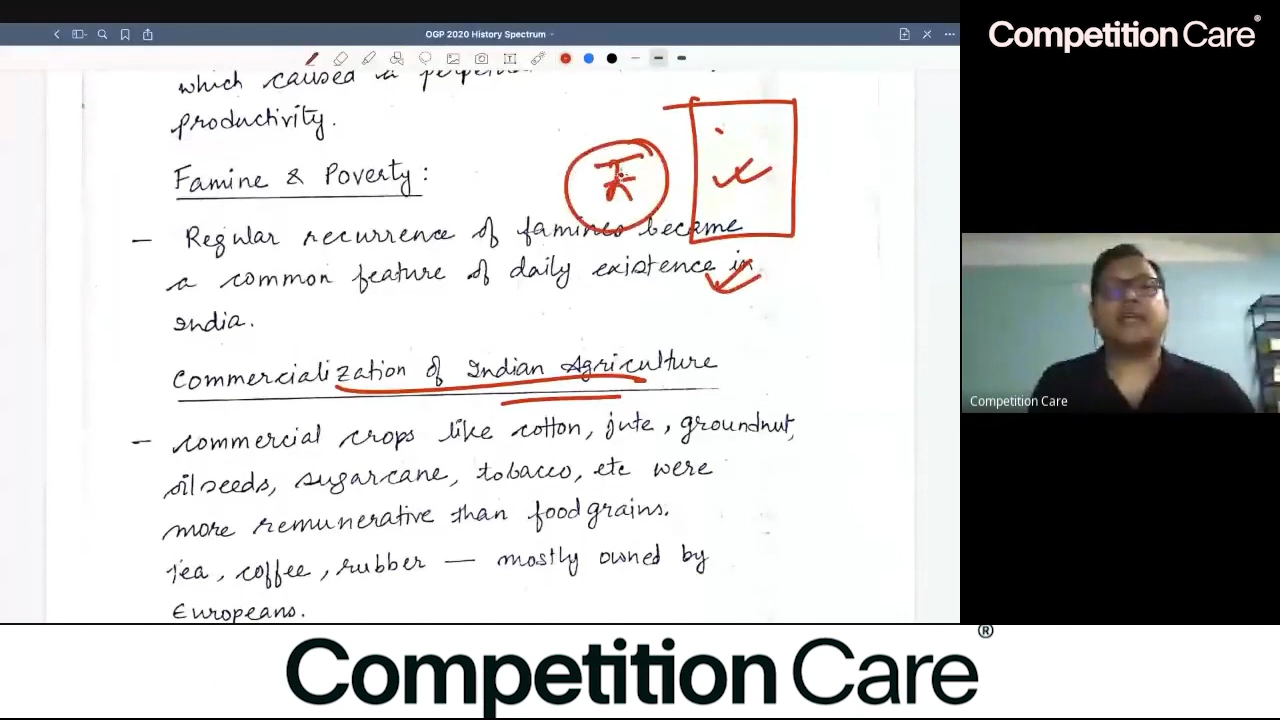 OGP 2020 History Spectrum
Competition Care®
which caused a
productivity.
Famine & Poverty:
— Regular recurrence of famines became
a common feature of daily existence in
India.
Commercialization of Indian Agriculture
— Commercial crops like cotton, jute, groundnut,
oilseeds, sugarcane, tobacco, etc were
more remunerative than foodgrains.
Tea, coffee, rubber — mostly owned by
Europeans.
Competition Care
Competition Care®